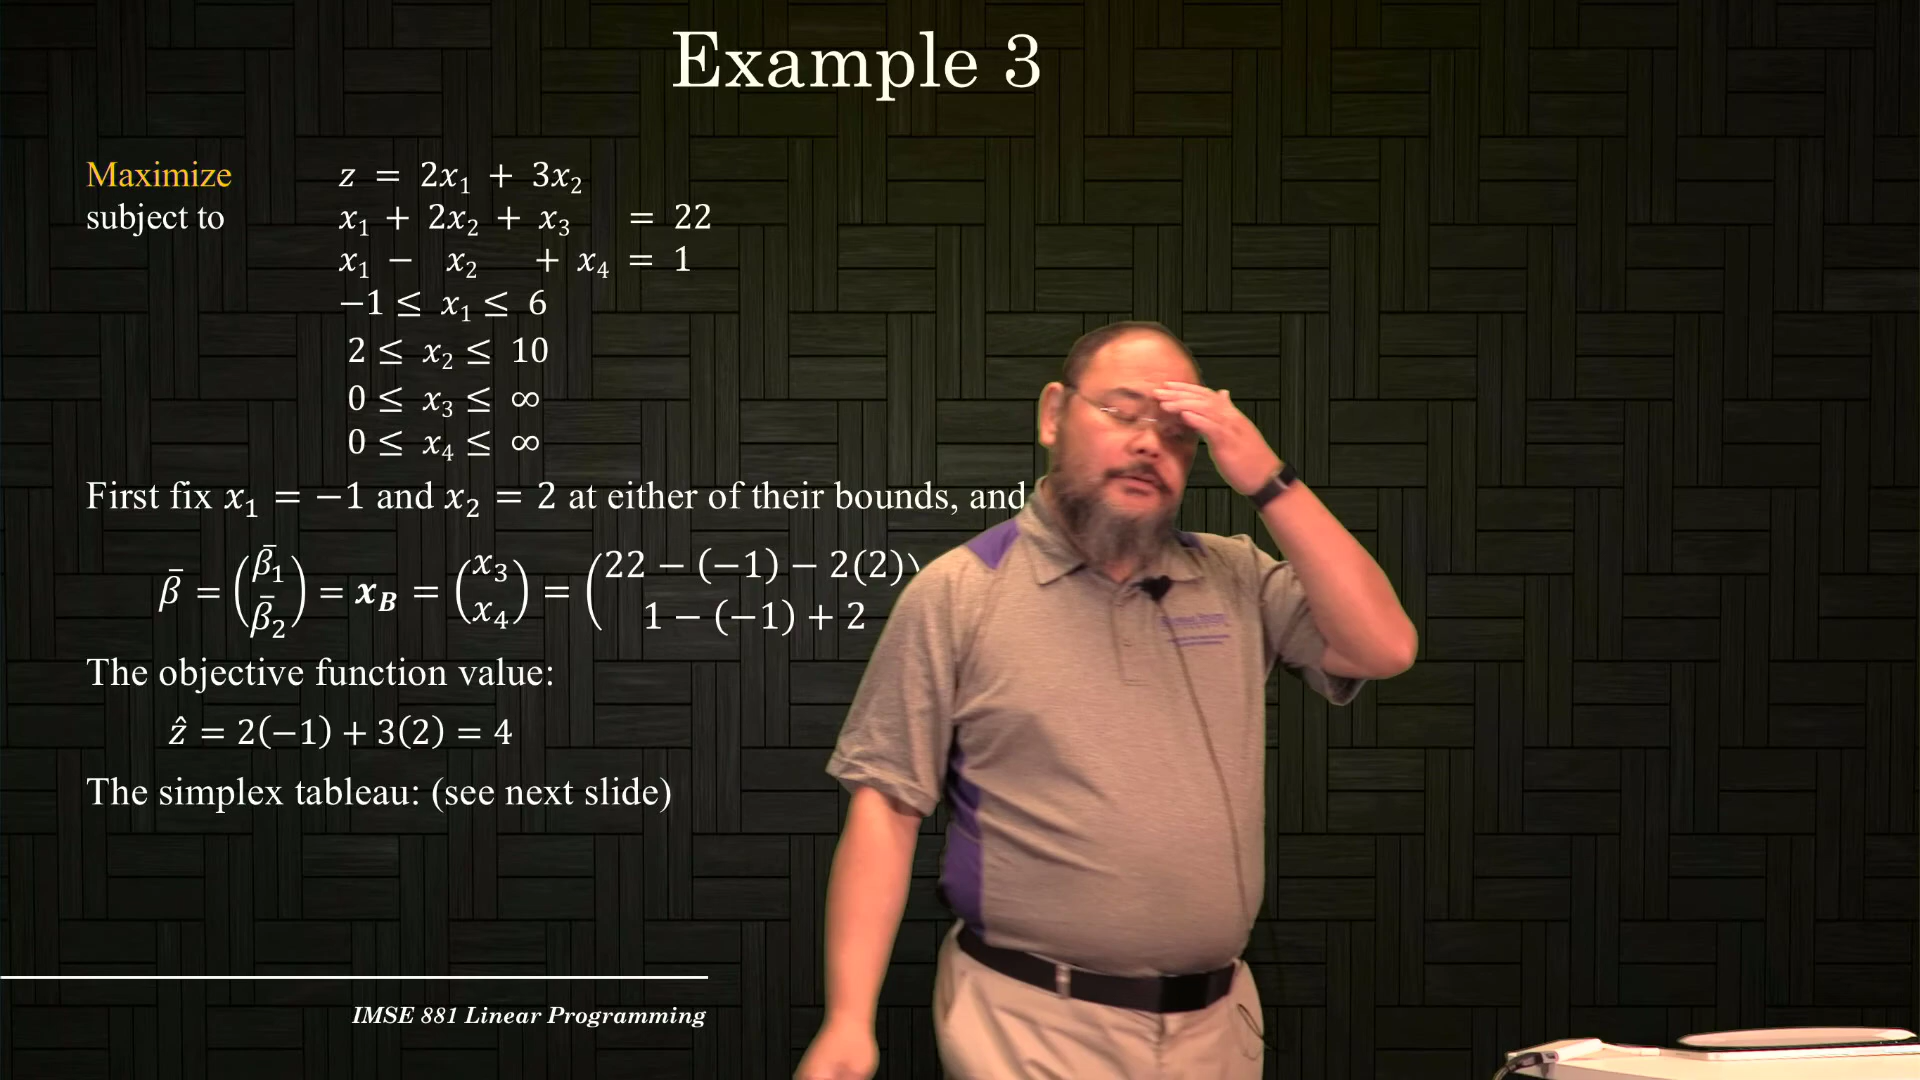 Example 3
Maximize z = 2x₁ + 3x₂
subject to x₁ + 2x₂ + x₃ = 22
x₁ − x₂ + x₄ = 1
−1 ≤ x₁ ≤ 6
2 ≤ x₂ ≤ 10
0 ≤ x₃ ≤ ∞
0 ≤ x₄ ≤ ∞
First fix x₁ = −1 and x₂ = 2 at either of their bounds, and
β̄ = (β̄₁ β̄₂) = x_B = (x₃ x₄) = (22 − (−1) − 2(2) 1 − (−1) + 2
The objective function value:
ẑ = 2(−1) + 3(2) = 4
The simplex tableau: (see next slide)
IMSE 881 Linear Programming